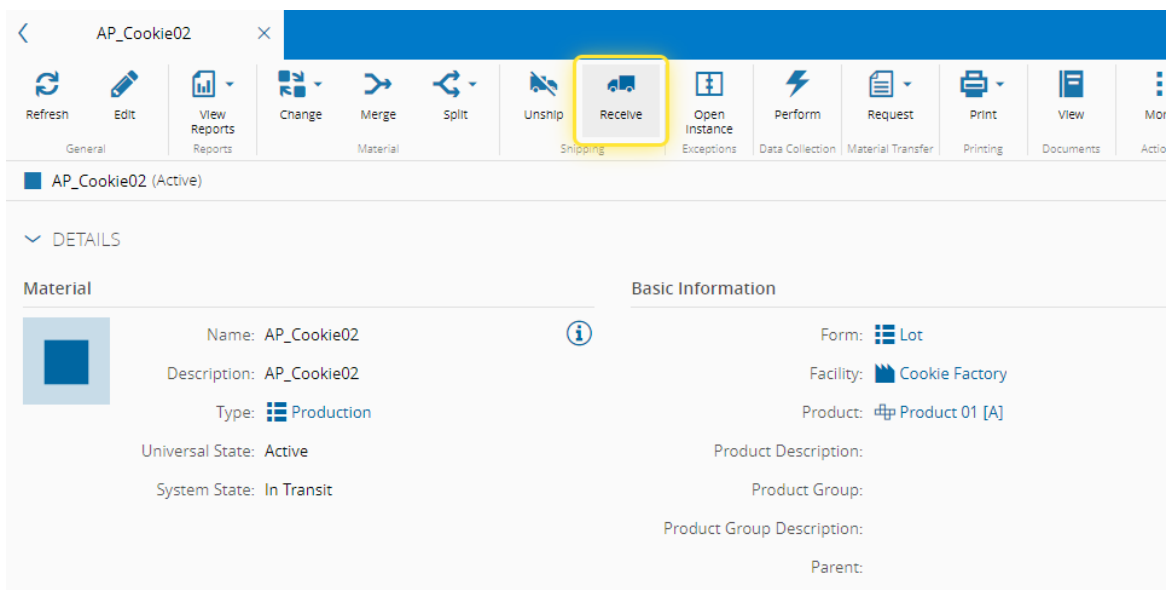 AP_Cookie02
Refresh
Edit
View Reports
Change
Merge
Split
Unship
Receive
Open Instance
Perform
Request
Print
View
General
Reports
Material
Shipping
Exceptions
Data Collection
Material Transfer
Printing
Documents
AP_Cookie02 (Active)
DETAILS
Material
Name: AP_Cookie02
Description: AP_Cookie02
Type: Production
Universal State: Active
System State: In Transit
Basic Information
Form: Lot
Facility: Cookie Factory
Product: Product 01 [A]
Product Description:
Product Group:
Product Group Description:
Parent: